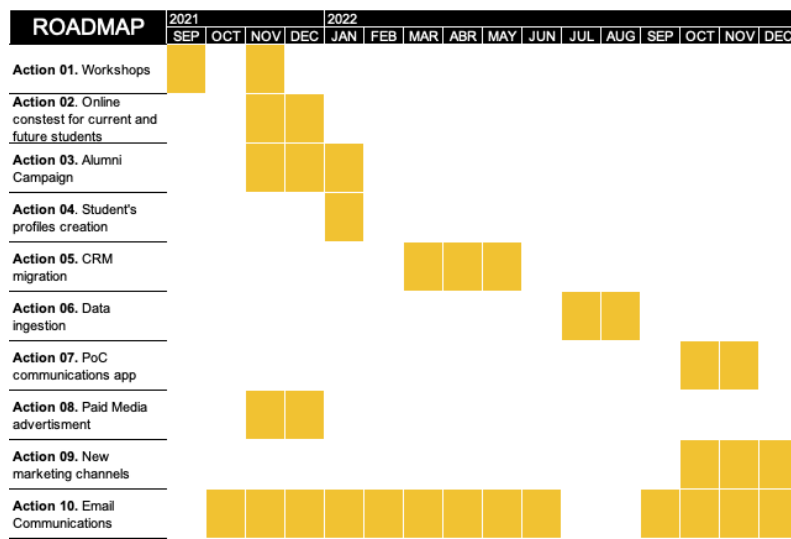 ROADMAP
2021 2022
SEP OCT NOV DEC JAN FEB MAR ABR MAY JUN JUL AUG SEP OCT NOV DEC
Action 01. Workshops
Action 02. Online
constest for current and
future students
Action 03. Alumni
Campaign
Action 04. Student's
profiles creation
Action 05. CRM
migration
Action 06. Data
ingestion
Action 07. PoC
communications app
Action 08. Paid Media
advertisment
Action 09. New
marketing channels
Action 10. Email
Communications